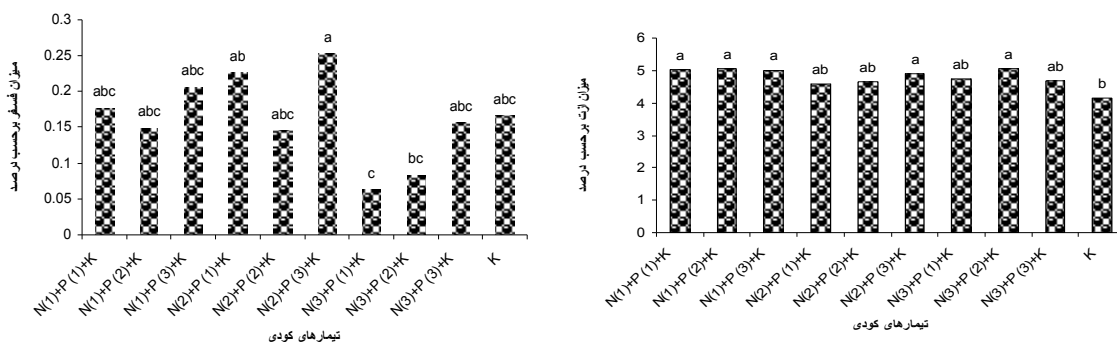 میزان فسفر برحسب درصد
0.3
0.25
0.2
0.15
0.1
0.05
0
abc
abc
abc
ab
abc
a
c
bc
abc
abc
N(1)+P (1)+K
N(1)+P (2)+K
N(1)+P (3)+K
N(2)+P (1)+K
N(2)+P (2)+K
N(2)+P (3)+K
N(3)+P (1)+K
N(3)+P (2)+K
N(3)+P (3)+K
K
تیمارهای کودی
میزان ازت برحسب درصد
6
5
4
3
2
1
0
a
a
a
ab
ab
a
ab
a
ab
b
N(1)+P (1)+K
N(1)+P (2)+K
N(1)+P (3)+K
N(2)+P (1)+K
N(2)+P (2)+K
N(2)+P (3)+K
N(3)+P (1)+K
N(3)+P (2)+K
N(3)+P (3)+K
K
تیمارهای کودی